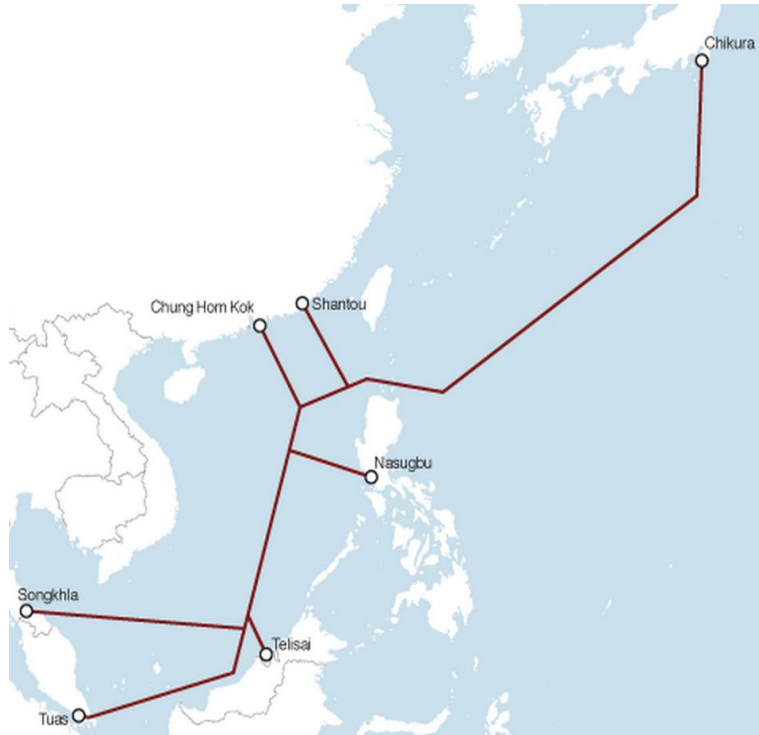 Chikura
Chung Hom Kok
Shantou
Nasugbu
Songkhla
Telisai
Tuas